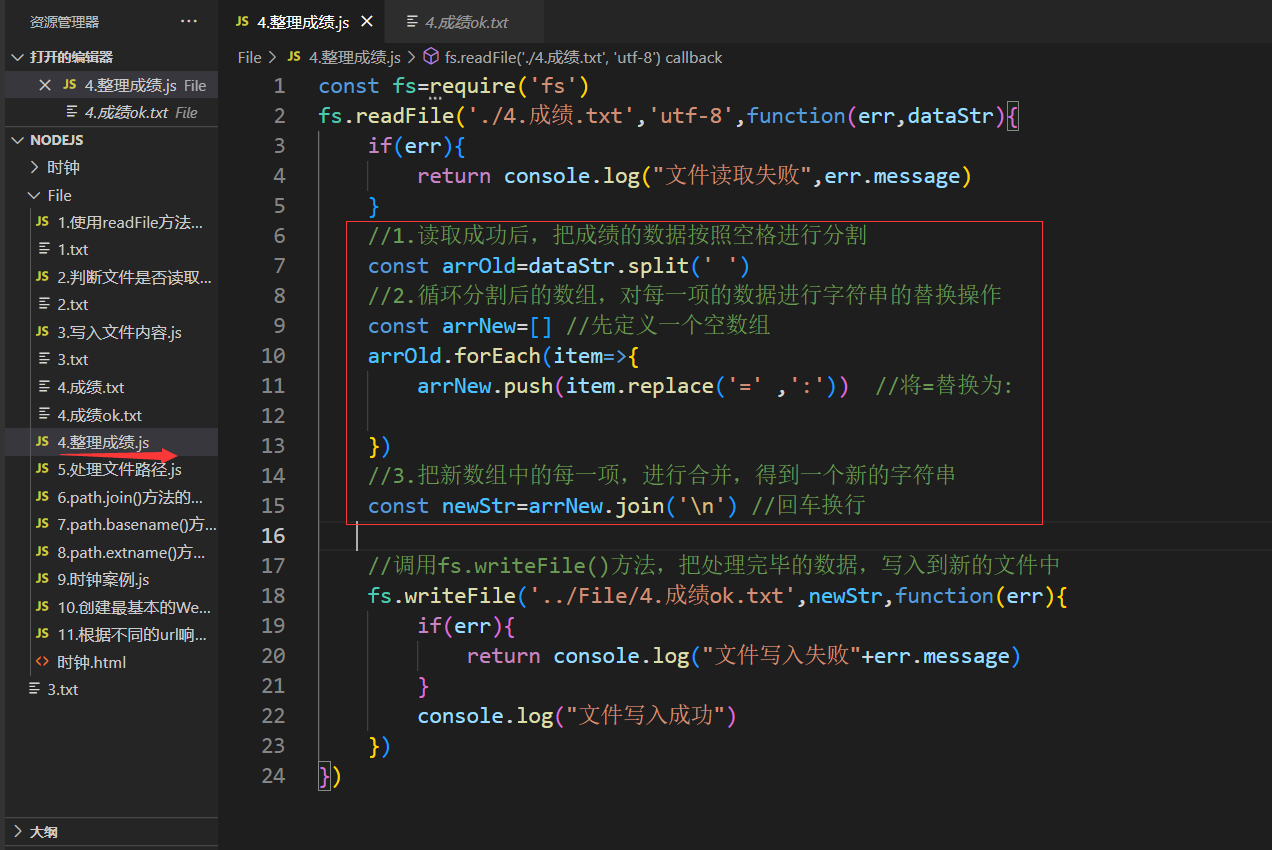 资源管理器 ···
打开的编辑器
JS 4.整理成绩.js File
4.成绩ok.txt File
NODEJS
时钟
File
JS 1.使用readFile方法...
1.txt
JS 2.判断文件是否读取...
2.txt
JS 3.写入文件内容.js
3.txt
4.成绩.txt
4.成绩ok.txt
JS 4.整理成绩.js
JS 5.处理文件路径.js
JS 6.path.join()方法的...
JS 7.path.basename()方...
JS 8.path.extname()方...
JS 9.时钟案例.js
JS 10.创建最基本的We...
JS 11.根据不同的url响...
<> 时钟.html
3.txt
大纲
JS 4.整理成绩.js
4.成绩ok.txt
File > JS 4.整理成绩.js > fs.readFile('./4.成绩.txt', 'utf-8') callback
1 const fs=require('fs')
2 fs.readFile('./4.成绩.txt','utf-8',function(err,dataStr){
3 if(err){
4 return console.log("文件读取失败",err.message)
5 }
6 //1.读取成功后，把成绩的数据按照空格进行分割
7 const arrOld=dataStr.split(' ')
8 //2.循环分割后的数组，对每一项的数据进行字符串的替换操作
9 const arrNew=[] //先定义一个空数组
10 arrOld.forEach(item=>{
11 arrNew.push(item.replace('=' ,':')) //将=替换为:
12
13 })
14 //3.把新数组中的每一项，进行合并，得到一个新的字符串
15 const newStr=arrNew.join('\n') //回车换行
16
17 //调用fs.writeFile()方法，把处理完毕的数据，写入到新的文件中
18 fs.writeFile('../File/4.成绩ok.txt',newStr,function(err){
19 if(err){
20 return console.log("文件写入失败"+err.message)
21 }
22 console.log("文件写入成功")
23 })
24 })